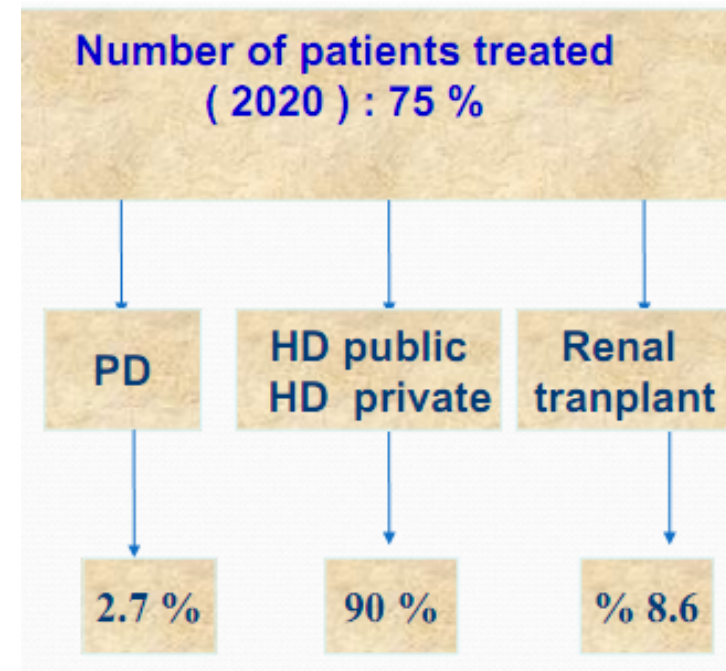 Number of patients treated
( 2020 ) : 75 %
PD
HD public
HD private
Renal
tranplant
2.7 %
90 %
% 8.6